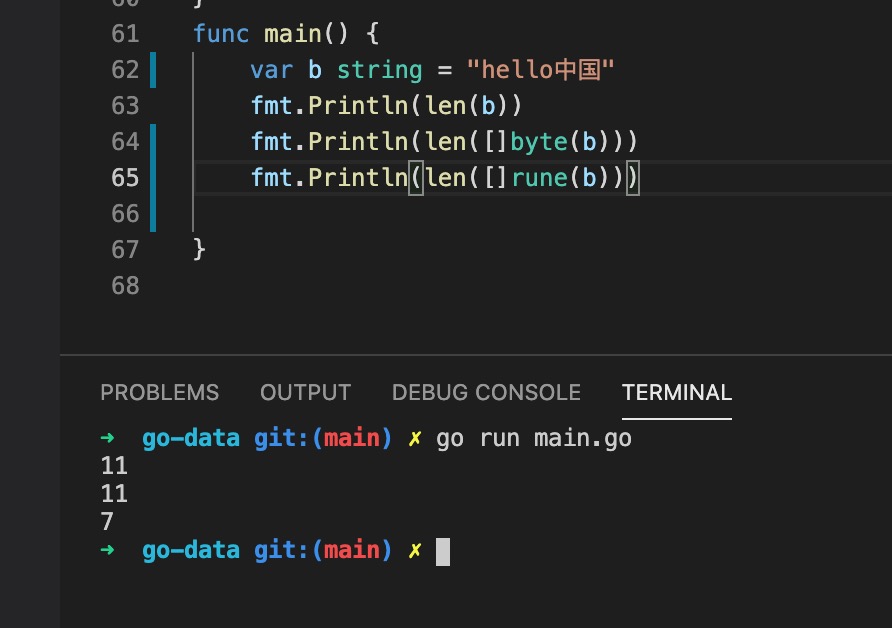 60 }
61 func main() {
62 var b string = "hello中国"
63 fmt.Println(len(b))
64 fmt.Println(len([]byte(b)))
65 fmt.Println(len([]rune(b)))
66
67 }
68
PROBLEMS OUTPUT DEBUG CONSOLE TERMINAL
➜ go-data git:(main) ✗ go run main.go
11
11
7
➜ go-data git:(main) ✗